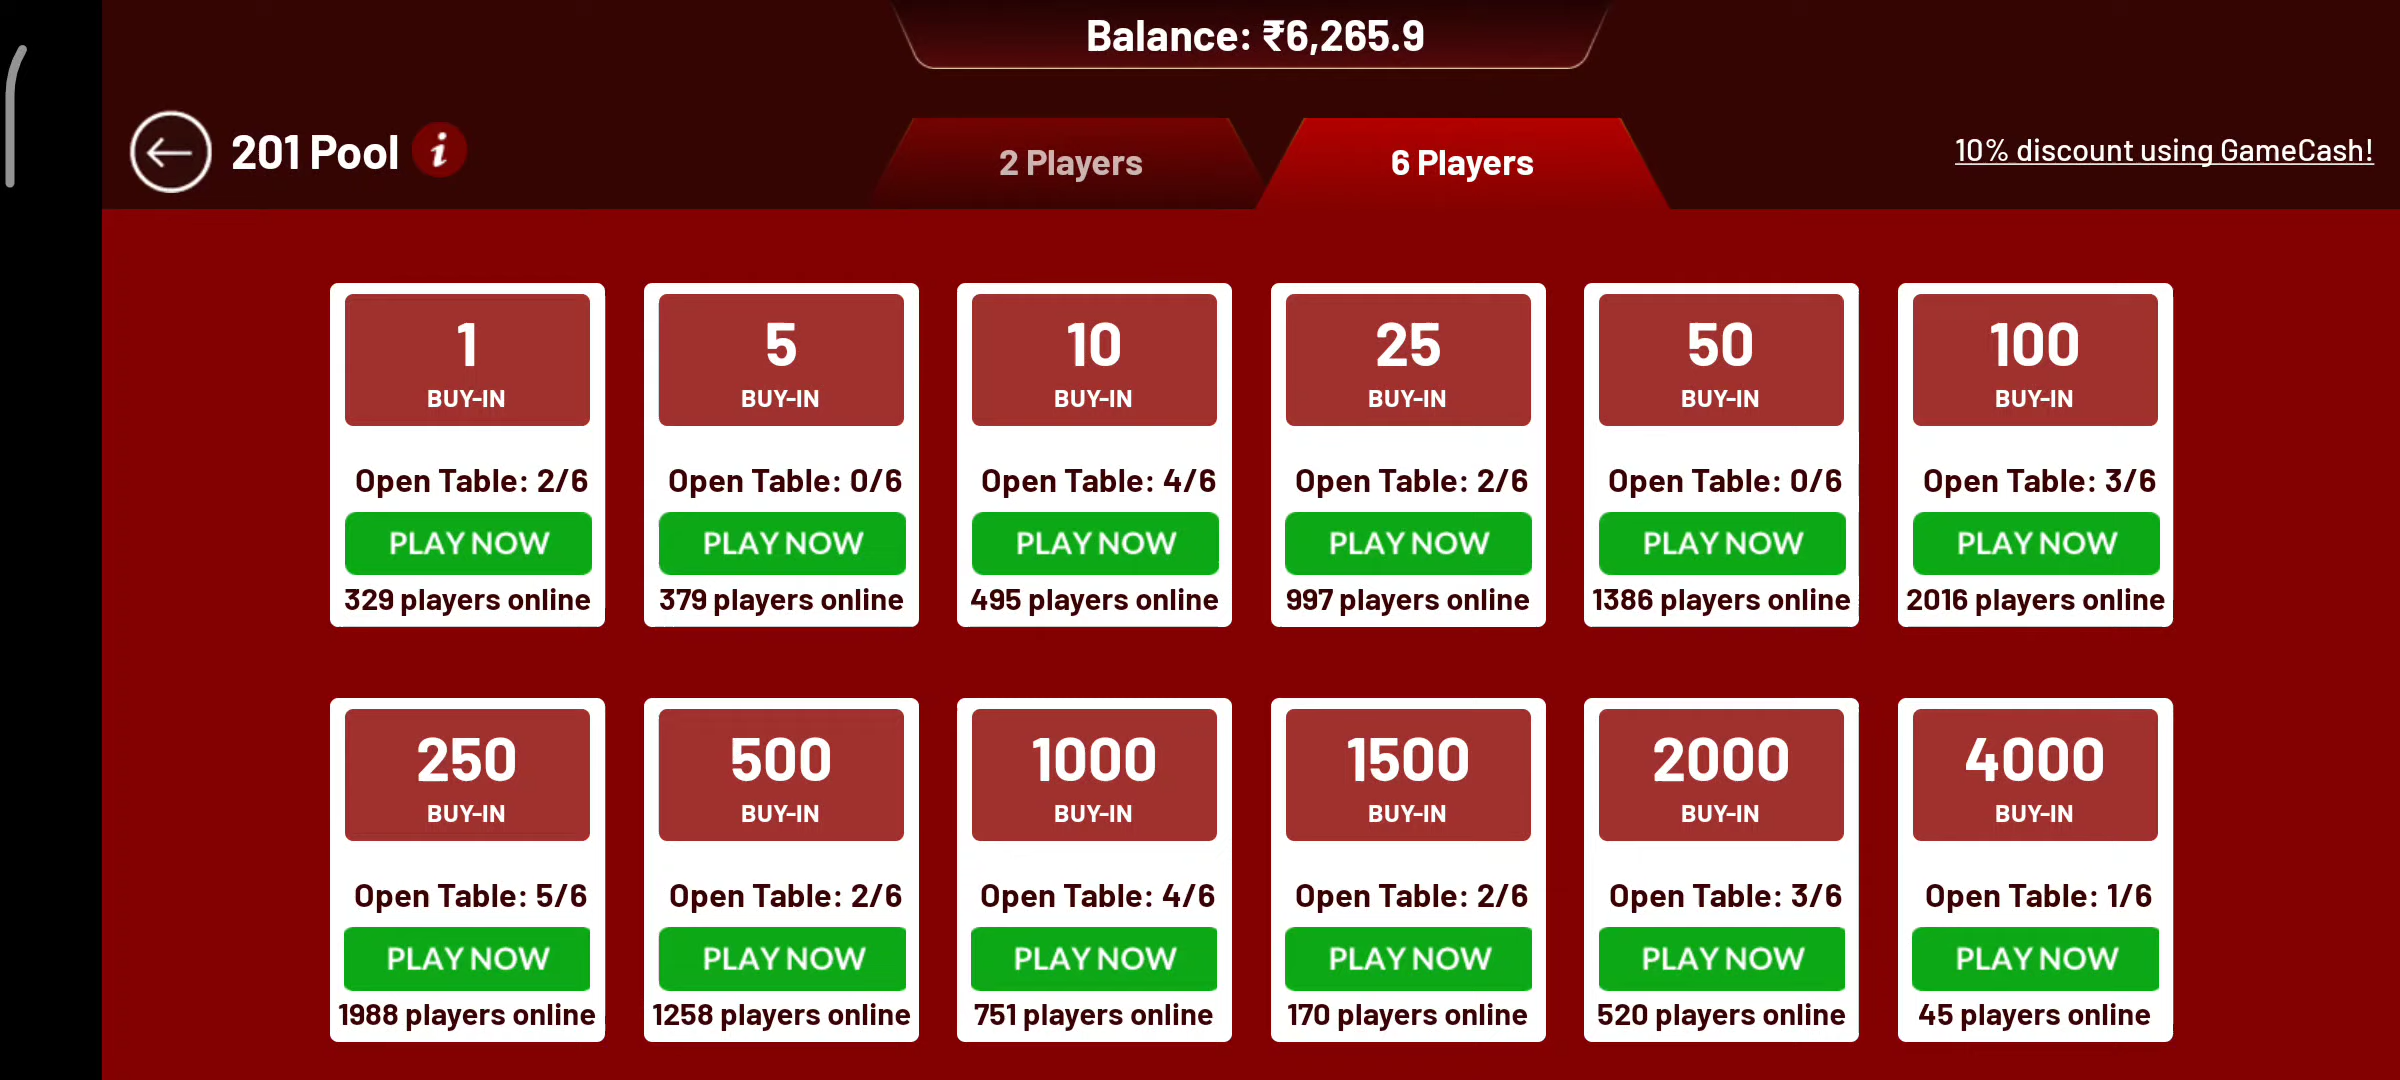 Balance: ₹6,265.9
201 Pool i
2 Players
6 Players
10% discount using GameCash!
1
BUY-IN
Open Table: 2/6
PLAY NOW
329 players online
5
BUY-IN
Open Table: 0/6
PLAY NOW
379 players online
10
BUY-IN
Open Table: 4/6
PLAY NOW
495 players online
25
BUY-IN
Open Table: 2/6
PLAY NOW
997 players online
50
BUY-IN
Open Table: 0/6
PLAY NOW
1386 players online
100
BUY-IN
Open Table: 3/6
PLAY NOW
2016 players online
250
BUY-IN
Open Table: 5/6
PLAY NOW
1988 players online
500
BUY-IN
Open Table: 2/6
PLAY NOW
1258 players online
1000
BUY-IN
Open Table: 4/6
PLAY NOW
751 players online
1500
BUY-IN
Open Table: 2/6
PLAY NOW
170 players online
2000
BUY-IN
Open Table: 3/6
PLAY NOW
520 players online
4000
BUY-IN
Open Table: 1/6
PLAY NOW
45 players online